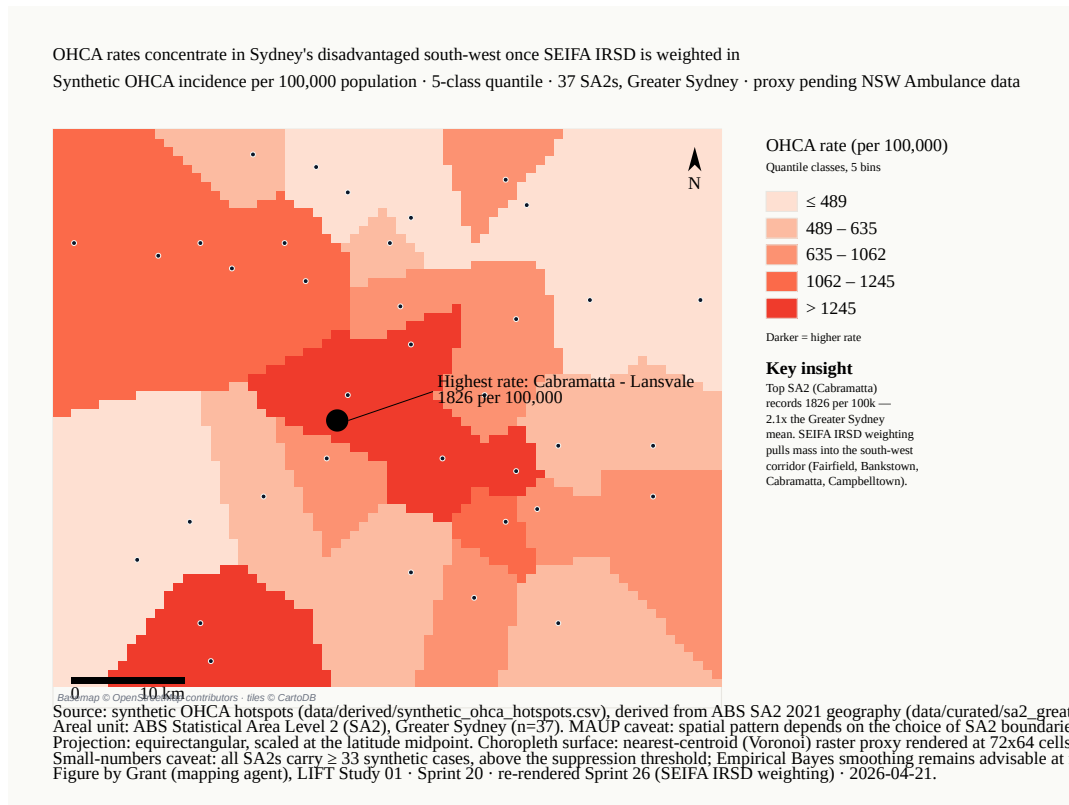 OHCA rates concentrate in Sydney's disadvantaged south-west once SEIFA IRSD is weighted in
Synthetic OHCA incidence per 100,000 population · 5-class quantile · 37 SA2s, Greater Sydney · proxy pending NSW Ambulance data
N
OHCA rate (per 100,000)
Quantile classes, 5 bins
≤ 489
489 – 635
635 – 1062
1062 – 1245
> 1245
Darker = higher rate
Key insight
Top SA2 (Cabramatta)
records 1826 per 100k —
2.1x the Greater Sydney
mean. SEIFA IRSD weighting
pulls mass into the south-west
corridor (Fairfield, Bankstown,
Cabramatta, Campbelltown).
Highest rate: Cabramatta - Lansvale
1826 per 100,000
0 10 km
Basemap © OpenStreetMap contributors · tiles © CartoDB
Source: synthetic OHCA hotspots (data/derived/synthetic_ohca_hotspots.csv), derived from ABS SA2 2021 geography (data/curated/sa2_great
Areal unit: ABS Statistical Area Level 2 (SA2), Greater Sydney (n=37). MAUP caveat: spatial pattern depends on the choice of SA2 boundarie
Projection: equirectangular, scaled at the latitude midpoint. Choropleth surface: nearest-centroid (Voronoi) raster proxy rendered at 72x64 cells
Small-numbers caveat: all SA2s carry ≥ 33 synthetic cases, above the suppression threshold; Empirical Bayes smoothing remains advisable at
Figure by Grant (mapping agent), LIFT Study 01 · Sprint 20 · re-rendered Sprint 26 (SEIFA IRSD weighting) · 2026-04-21.